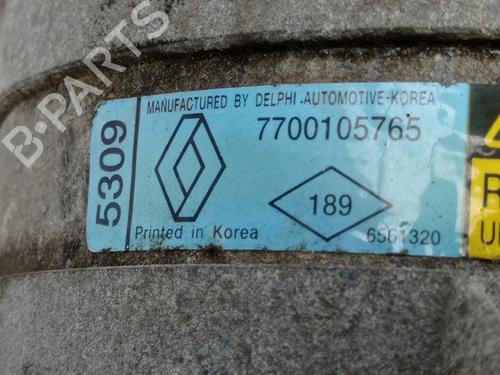 B-PARTS
5309
MANUFACTURED BY DELPHI-AUTOMOTIVE-KOREA
7700105765
189
Printed in Korea
6561320